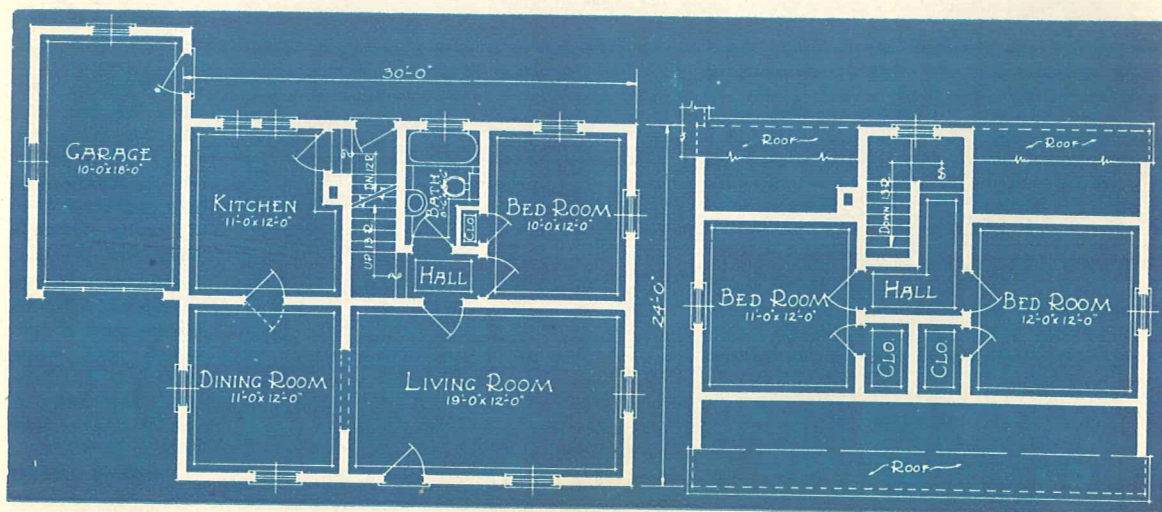 30'-0"
GARAGE
10'-0"x18'-0"
KITCHEN
11'-0"x12'-0"
DN 12 R
UP 13 R
BATH
CLO.
BED ROOM
10'-0"x12'-0"
HALL
DINING ROOM
11'-0"x12'-0"
LIVING ROOM
19'-0"x12'-0"
24'-0"
ROOF
ROOF
DOWN 13 R
S
BED ROOM
11'-0"x12'-0"
HALL
BED ROOM
12'-0"x12'-0"
CLO.
CLO.
ROOF